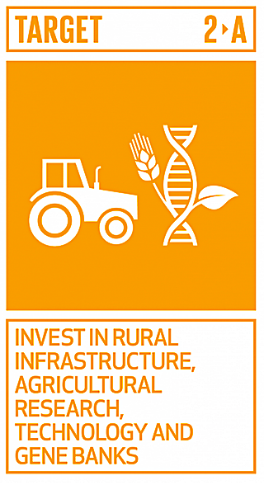 TARGET 2▸A
INVEST IN RURAL
INFRASTRUCTURE,
AGRICULTURAL
RESEARCH,
TECHNOLOGY AND
GENE BANKS